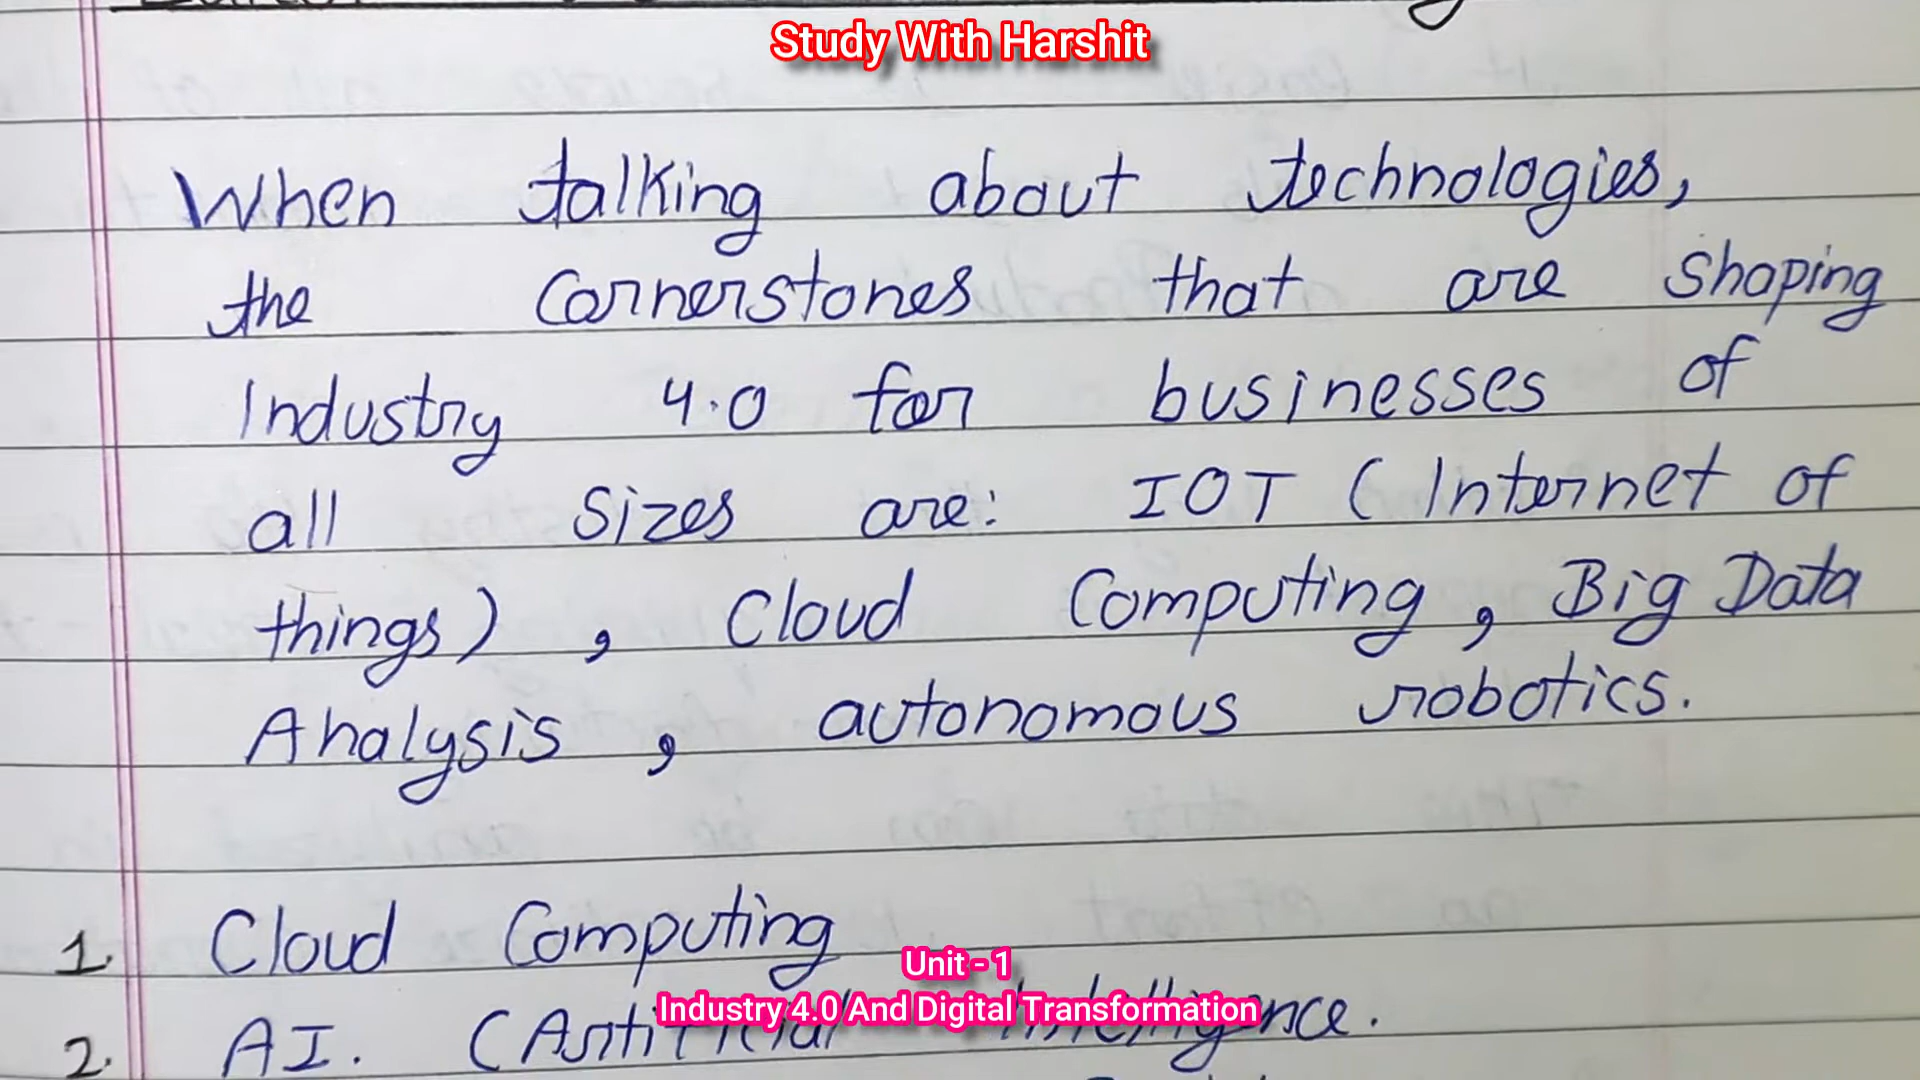 Study With Harshit
When talking about technologies,
the Cornerstones that are shaping
Industry 4.0 for businesses of
all Sizes are: IOT (Internet of
things), Cloud Computing, Big Data
Analysis, autonomous robotics.
1. Cloud Computing
Unit - 1
Industry 4.0 And Digital Transformation
2. AI. (Artificial Intelligence.